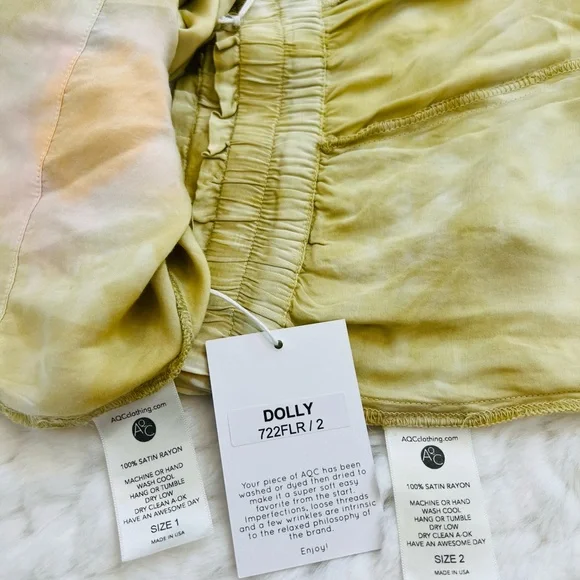 AQCclothing.com
AQC
100% SATIN RAYON
MACHINE OR HAND
WASH COOL
HANG OR TUMBLE
DRY LOW
DRY CLEAN A-OK
HAVE AN AWESOME DAY
SIZE 1
MADE IN USA
DOLLY
722FLR / 2
Your piece of AQC has been
washed or dyed then dried to
make it a super soft easy
favorite from the start.
Imperfections, loose threads
and a few wrinkles are intrinsic
to the relaxed philosophy of
the brand.
Enjoy!
AQCclothing.com
AQC
100% SATIN RAYON
MACHINE OR HAND
WASH COOL
HANG OR TUMBLE
DRY LOW
DRY CLEAN A-OK
HAVE AN AWESOME DAY
SIZE 2
MADE IN USA